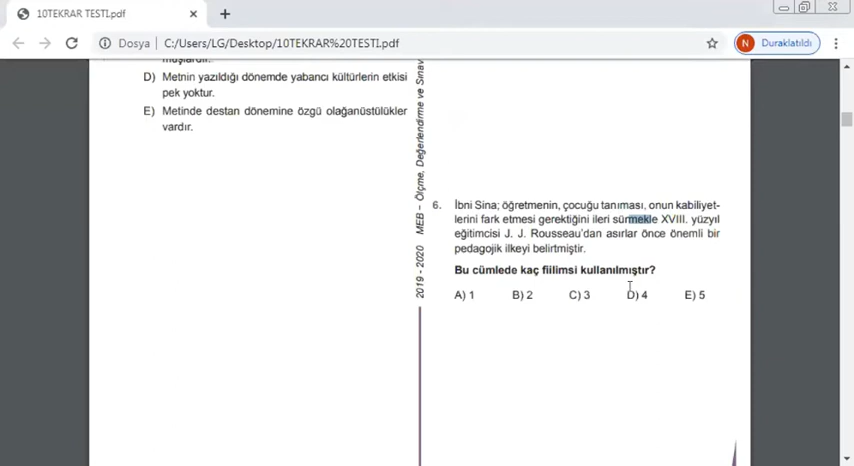 10TEKRAR TESTI.pdf
Dosya
C:/Users/LG/Desktop/10TEKRAR%20TESTI.pdf
N Duraklatıldı
D) Metnin yazıldığı dönemde yabancı kültürlerin etkisi
pek yoktur.
E) Metinde destan dönemine özgü olağanüstülükler
vardır.
2019 - 2020 MEB - Ölçme, Değerlendirme ve Sınav
6. İbni Sina; öğretmenin, çocuğu tanıması, onun kabiliyet-
lerini fark etmesi gerektiğini ileri sürmekle XVIII. yüzyıl
eğitimcisi J. J. Rousseau'dan asırlar önce önemli bir
pedagojik ilkeyi belirtmiştir.
Bu cümlede kaç fiilimsi kullanılmıştır?
A) 1 B) 2 C) 3 D) 4 E) 5